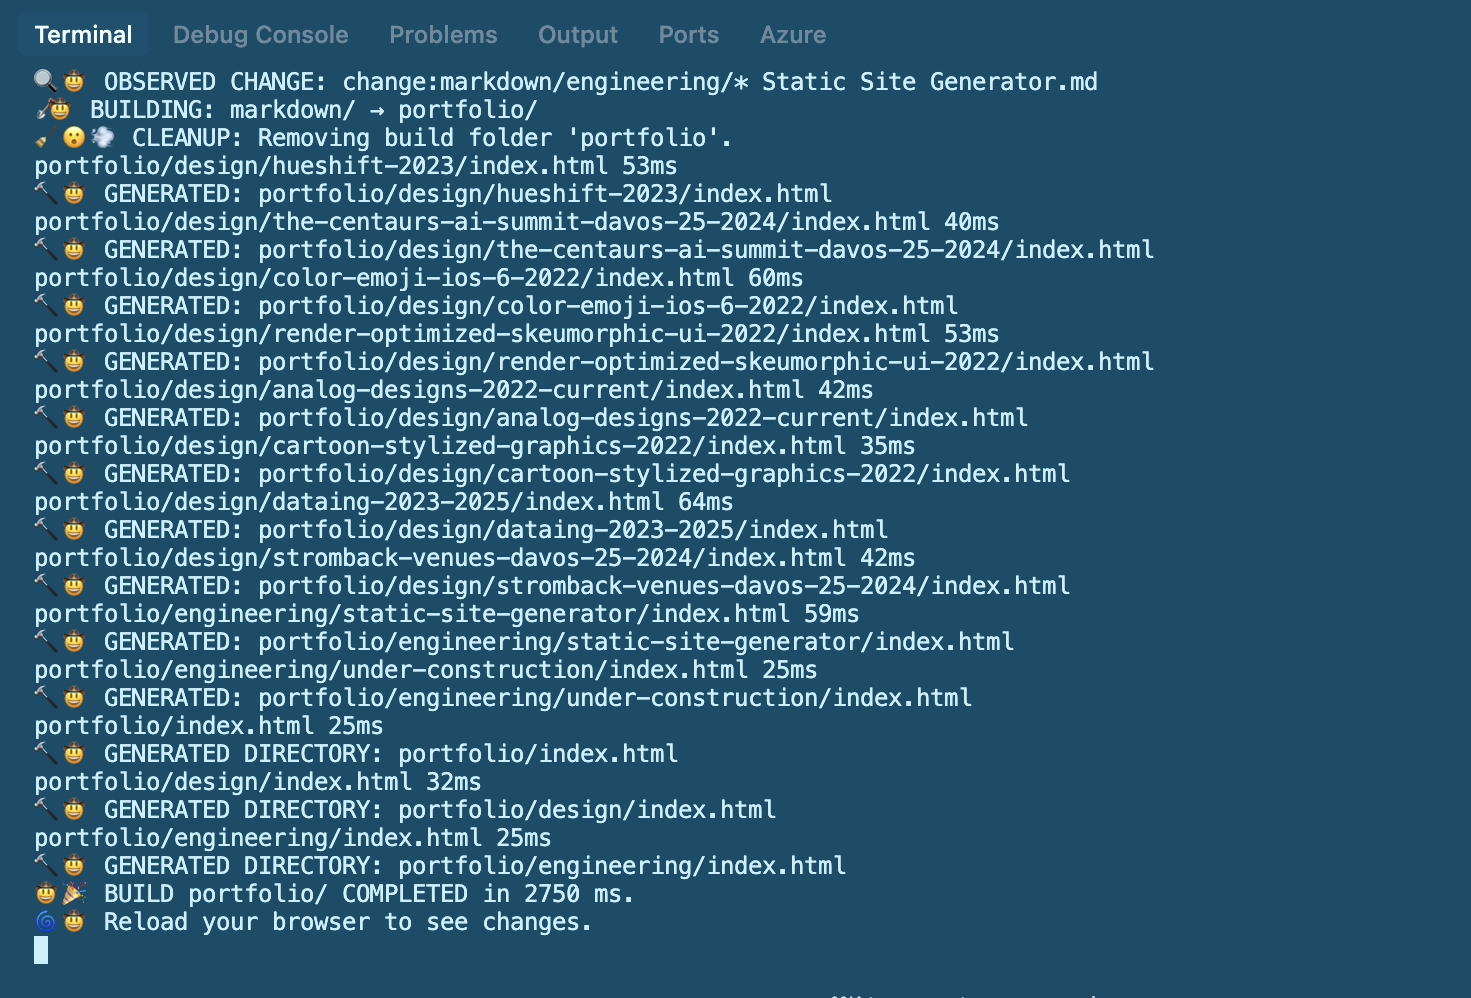 Terminal Debug Console Problems Output Ports Azure
🔍🤠 OBSERVED CHANGE: change:markdown/engineering/* Static Site Generator.md
🪏🤠 BUILDING: markdown/ → portfolio/
🧹😮💨 CLEANUP: Removing build folder 'portfolio'.
portfolio/design/hueshift-2023/index.html 53ms
🔨🤠 GENERATED: portfolio/design/hueshift-2023/index.html
portfolio/design/the-centaurs-ai-summit-davos-25-2024/index.html 40ms
🔨🤠 GENERATED: portfolio/design/the-centaurs-ai-summit-davos-25-2024/index.html
portfolio/design/color-emoji-ios-6-2022/index.html 60ms
🔨🤠 GENERATED: portfolio/design/color-emoji-ios-6-2022/index.html
portfolio/design/render-optimized-skeumorphic-ui-2022/index.html 53ms
🔨🤠 GENERATED: portfolio/design/render-optimized-skeumorphic-ui-2022/index.html
portfolio/design/analog-designs-2022-current/index.html 42ms
🔨🤠 GENERATED: portfolio/design/analog-designs-2022-current/index.html
portfolio/design/cartoon-stylized-graphics-2022/index.html 35ms
🔨🤠 GENERATED: portfolio/design/cartoon-stylized-graphics-2022/index.html
portfolio/design/dataing-2023-2025/index.html 64ms
🔨🤠 GENERATED: portfolio/design/dataing-2023-2025/index.html
portfolio/design/stromback-venues-davos-25-2024/index.html 42ms
🔨🤠 GENERATED: portfolio/design/stromback-venues-davos-25-2024/index.html
portfolio/engineering/static-site-generator/index.html 59ms
🔨🤠 GENERATED: portfolio/engineering/static-site-generator/index.html
portfolio/engineering/under-construction/index.html 25ms
🔨🤠 GENERATED: portfolio/engineering/under-construction/index.html
portfolio/index.html 25ms
🔨🤠 GENERATED DIRECTORY: portfolio/index.html
portfolio/design/index.html 32ms
🔨🤠 GENERATED DIRECTORY: portfolio/design/index.html
portfolio/engineering/index.html 25ms
🔨🤠 GENERATED DIRECTORY: portfolio/engineering/index.html
🤠🎉 BUILD portfolio/ COMPLETED in 2750 ms.
🌀🤠 Reload your browser to see changes.